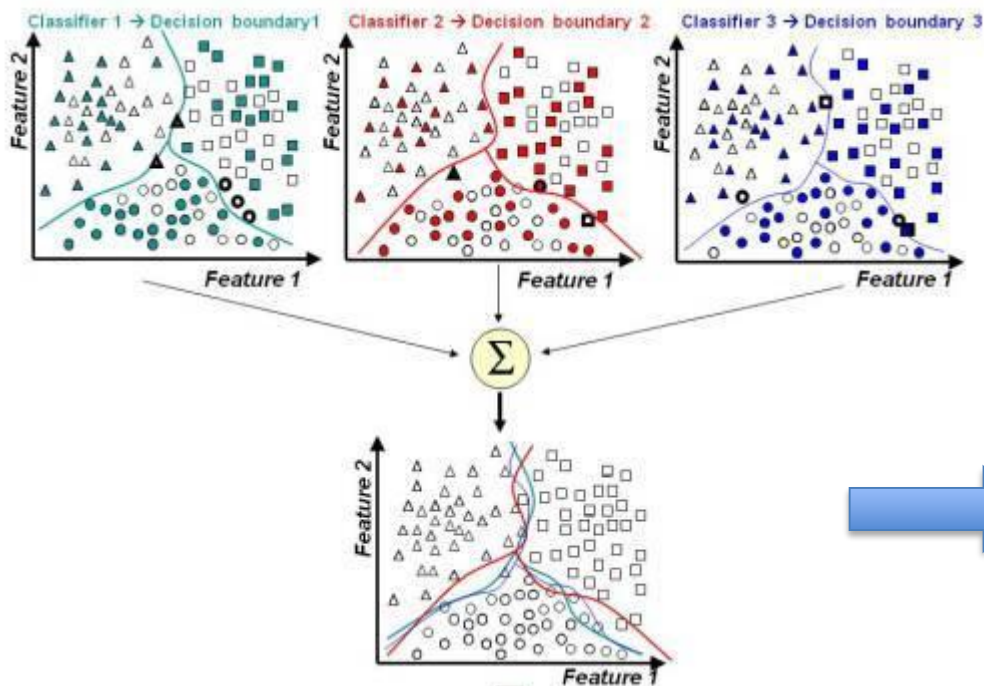 Classifier 1 → Decision boundary1
Classifier 2 → Decision boundary 2
Classifier 3 → Decision boundary 3
Feature 2
Feature 1
Feature 2
Feature 1
Feature 2
Feature 1
Σ
Feature 2
Feature 1